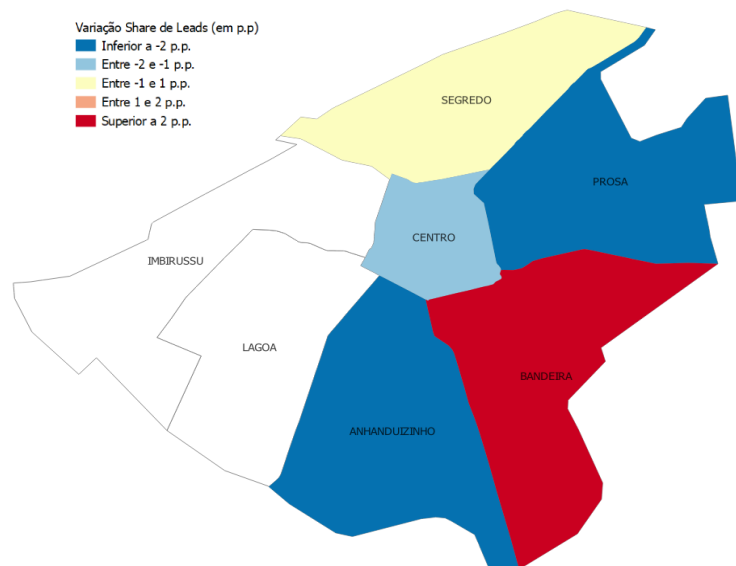 Variação Share de Leads (em p.p)
Inferior a -2 p.p.
Entre -2 e -1 p.p.
Entre -1 e 1 p.p.
Entre 1 e 2 p.p.
Superior a 2 p.p.
SEGREDO
PROSA
CENTRO
IMBIRUSSU
LAGOA
BANDEIRA
ANHANDUIZINHO